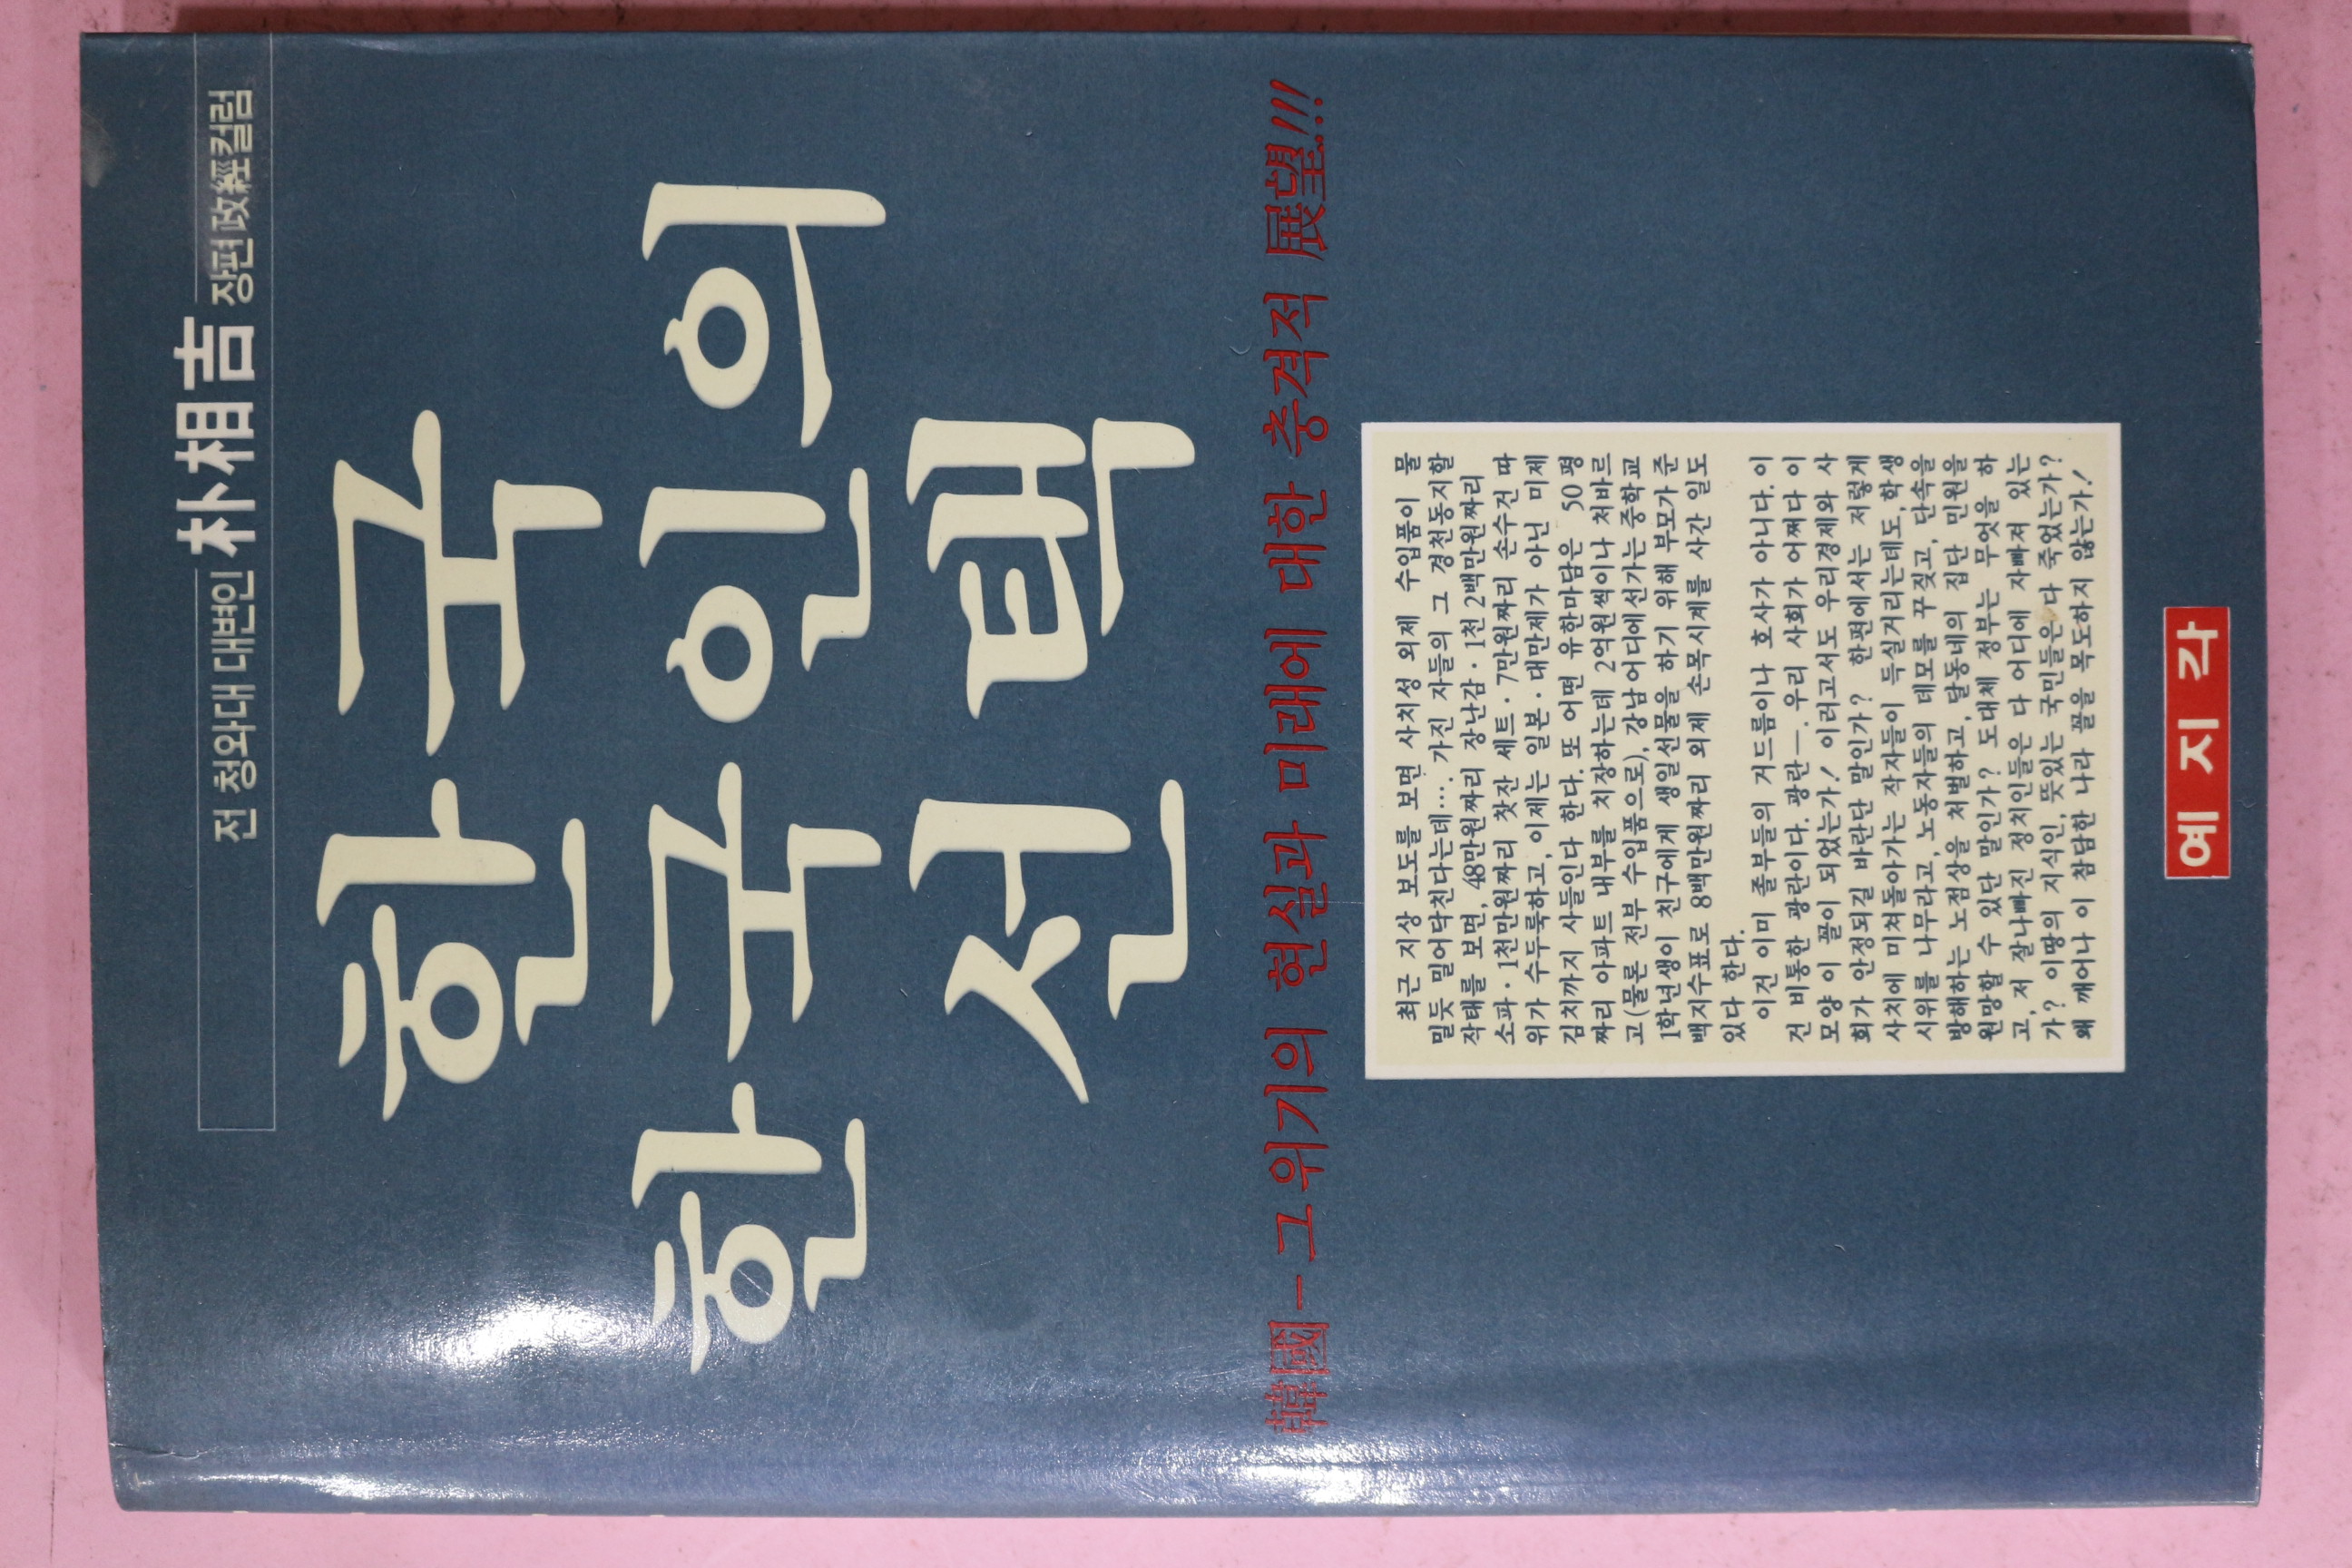 전 청와대 대변인 朴相吉 장편 政經컬럼
한국
한국인의
선택
韓國 — 그 위기의 현실과 미래에 대한 충격적 展望!!!
최근 지상 보도를 보면 사치성 외제 수입품이 물
밀듯 밀어닥친다는데…. 가진 자들의 그 경천동지할
작태를 보면, 48만원짜리 장난감·1천 2백만원짜리
소파·1천만원짜리 찻잔 세트·7만원짜리 손수건 따
위가 수두룩하고, 이제는 일본·대만제가 아닌 미제
김치까지 사들인다 한다. 또 어떤 유한마담은 50평
짜리 아파트 내부를 치장하는데 2억원씩이나 처바르
고(물론 전부 수입품으로), 강남 어디에선가는 중학교
1학년생이 친구에게 생일선물을 하기 위해 부모가 준
백지수표로 8백만원짜리 외제 손목시계를 사간 일도
있다 한다.
이건 이미 졸부들의 거드름이나 호사가 아니다. 이
건 비통한 광란이다. 광란—. 우리 사회가 어쩌다 이
모양 이 꼴이 되었는가! 이러고서도 우리경제와 사
회가 안정되길 바란단 말인가? 한편에서는 저렇게
사치에 미쳐돌아가는 작자들이 득실거리는데도, 학생
시위를 나무라고, 노동자들의 데모를 꾸짖고, 단속을
방해하는 노점상을 처벌하고, 달동네의 집단 민원을
원망할 수 있단 말인가? 도대체 정부는 무엇을 하
고, 저 잘나빠진 정치인들은 다 어디에 자빠져 있는
가? 이땅의 지식인, 뜻있는 국민들은 다 죽었는가?
왜 깨어나 이 참담한 나라 꼴을 목도하지 않는가!
예지각